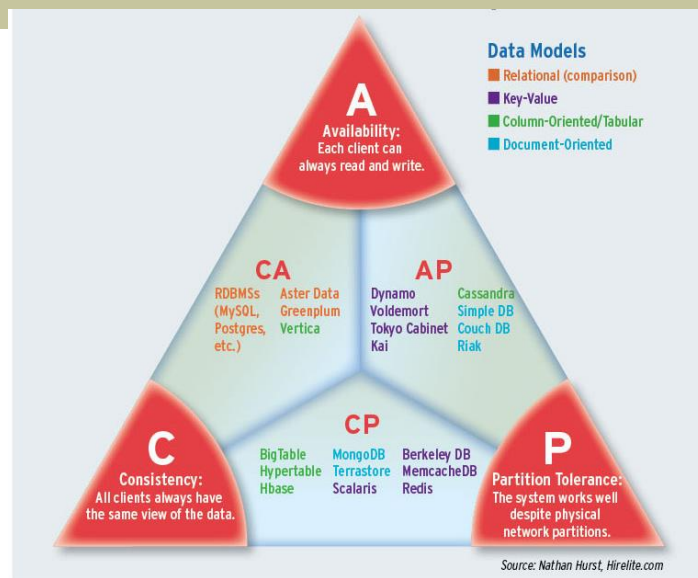 A
Availability:
Each client can
always read and write.
Data Models
Relational (comparison)
Key-Value
Column-Oriented/Tabular
Document-Oriented
CA
RDBMSs
(MySQL,
Postgres,
etc.)
Aster Data
Greenplum
Vertica
AP
Dynamo
Voldemort
Tokyo Cabinet
Kai
Cassandra
Simple DB
Couch DB
Riak
C
Consistency:
All clients always have
the same view of the data.
CP
BigTable
Hypertable
Hbase
MongoDB
Terrastore
Scalaris
Berkeley DB
MemcacheDB
Redis
P
Partition Tolerance:
The system works well
despite physical
network partitions.
Source: Nathan Hurst, Hirelite.com